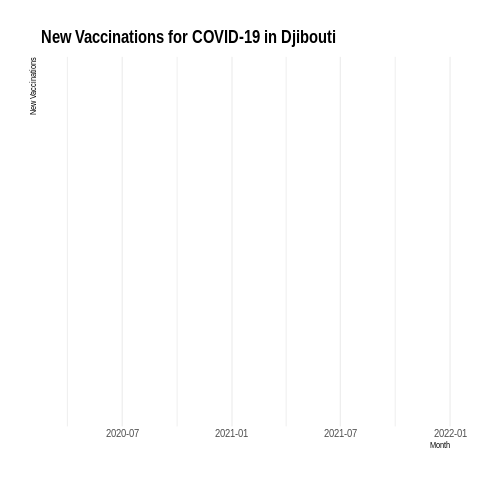 New Vaccinations for COVID-19 in Djibouti
New Vaccinations
2020-07 2021-01 2021-07 2022-01
Month